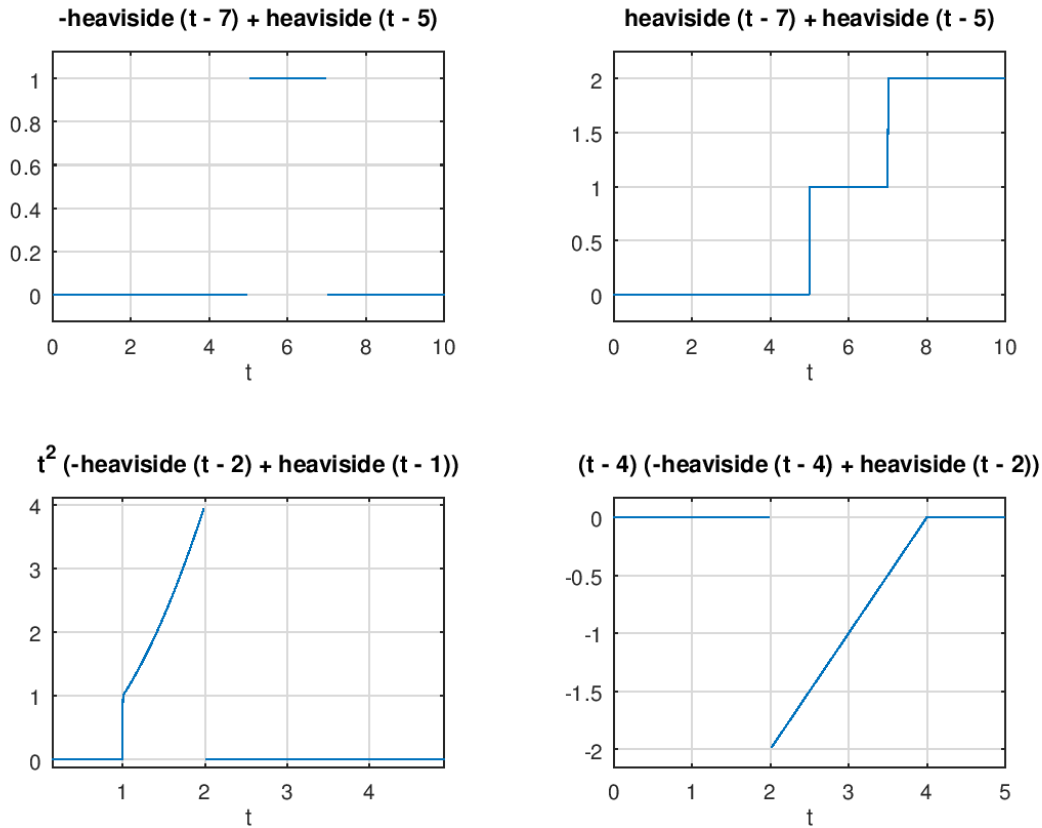 -heaviside (t - 7) + heaviside (t - 5)
1
0.8
0.6
0.4
0.2
0
0 2 4 6 8 10
t
heaviside (t - 7) + heaviside (t - 5)
2
1.5
1
0.5
0
0 2 4 6 8 10
t
t² (-heaviside (t - 2) + heaviside (t - 1))
4
3
2
1
0
1 2 3 4
t
(t - 4) (-heaviside (t - 4) + heaviside (t - 2))
0
-0.5
-1
-1.5
-2
0 1 2 3 4 5
t